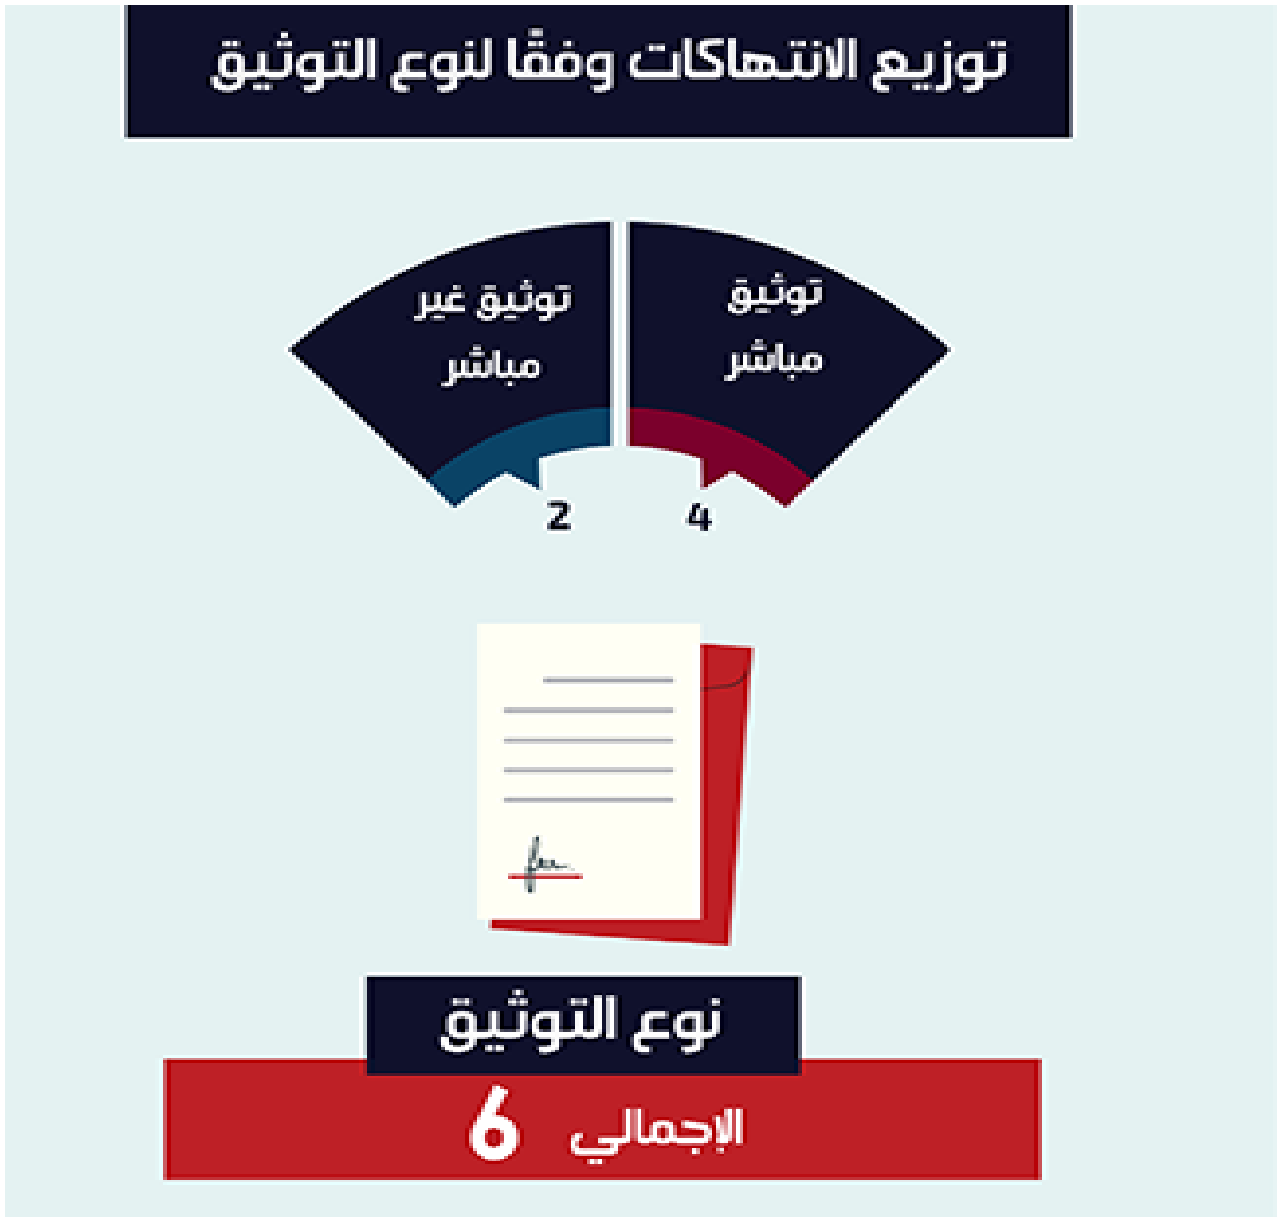 توزيع الانتهاكات وفقًا لنوع التوثيق
توثيق
مباشر
توثيق غير
مباشر
4
2
نوع التوثيق
الإجمالي 6